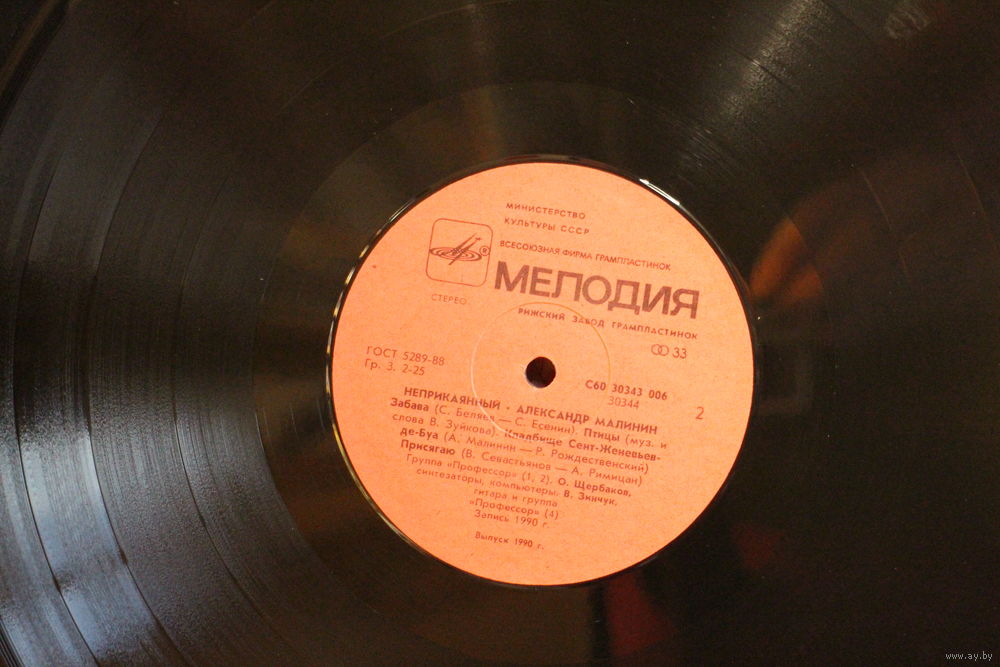 МИНИСТЕРСТВО
КУЛЬТУРЫ СССР
ВСЕСОЮЗНАЯ ФИРМА ГРАМПЛАСТИНОК
®
МЕЛОДИЯ
СТЕРЕО
РИЖСКИЙ ЗАВОД ГРАМПЛАСТИНОК
33
ГОСТ 5289-88
Гр. 3. 2-25
С60 30343 006
30344
2
НЕПРИКАЯННЫЙ · АЛЕКСАНДР МАЛИНИН
Забава (С. Беляев — С. Есенин). Птицы (муз. и
слова В. Зуйкова). Кладбище Сент-Женевьев-
де-Буа (А. Малинин — Р. Рождественский)
Присягаю (В. Севастьянов — А. Римицан)
Группа «Профессор» (1, 2). О. Щербаков,
синтезаторы, компьютеры. В. Зинчук,
гитара и группа
«Профессор» (4)
Запись 1990 г.
Выпуск 1990 г.
www.ay.by